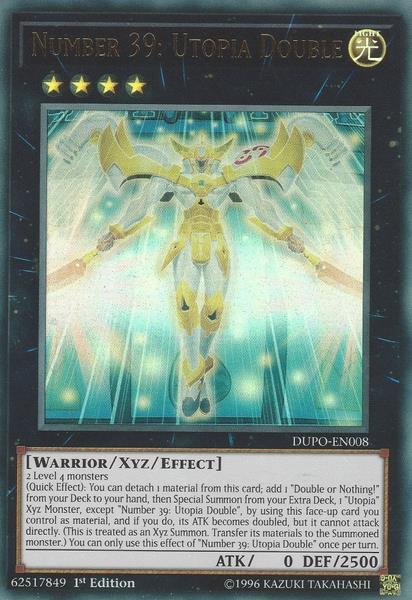 NUMBER 39: UTOPIA DOUBLE
LIGHT
光
39
DUPO-EN008
[WARRIOR/XYZ/EFFECT]
2 Level 4 monsters
(Quick Effect): You can detach 1 material from this card; add 1 "Double or Nothing!"
from your Deck to your hand, then Special Summon from your Extra Deck, 1 "Utopia"
Xyz Monster, except "Number 39: Utopia Double", by using this face-up card you
control as material, and if you do, its ATK becomes doubled, but it cannot attack
directly. (This is treated as an Xyz Summon. Transfer its materials to the Summoned
monster.) You can only use this effect of "Number 39: Utopia Double" once per turn.
ATK/ 0 DEF/2500
62517849 1st Edition ©1996 KAZUKI TAKAHASHI